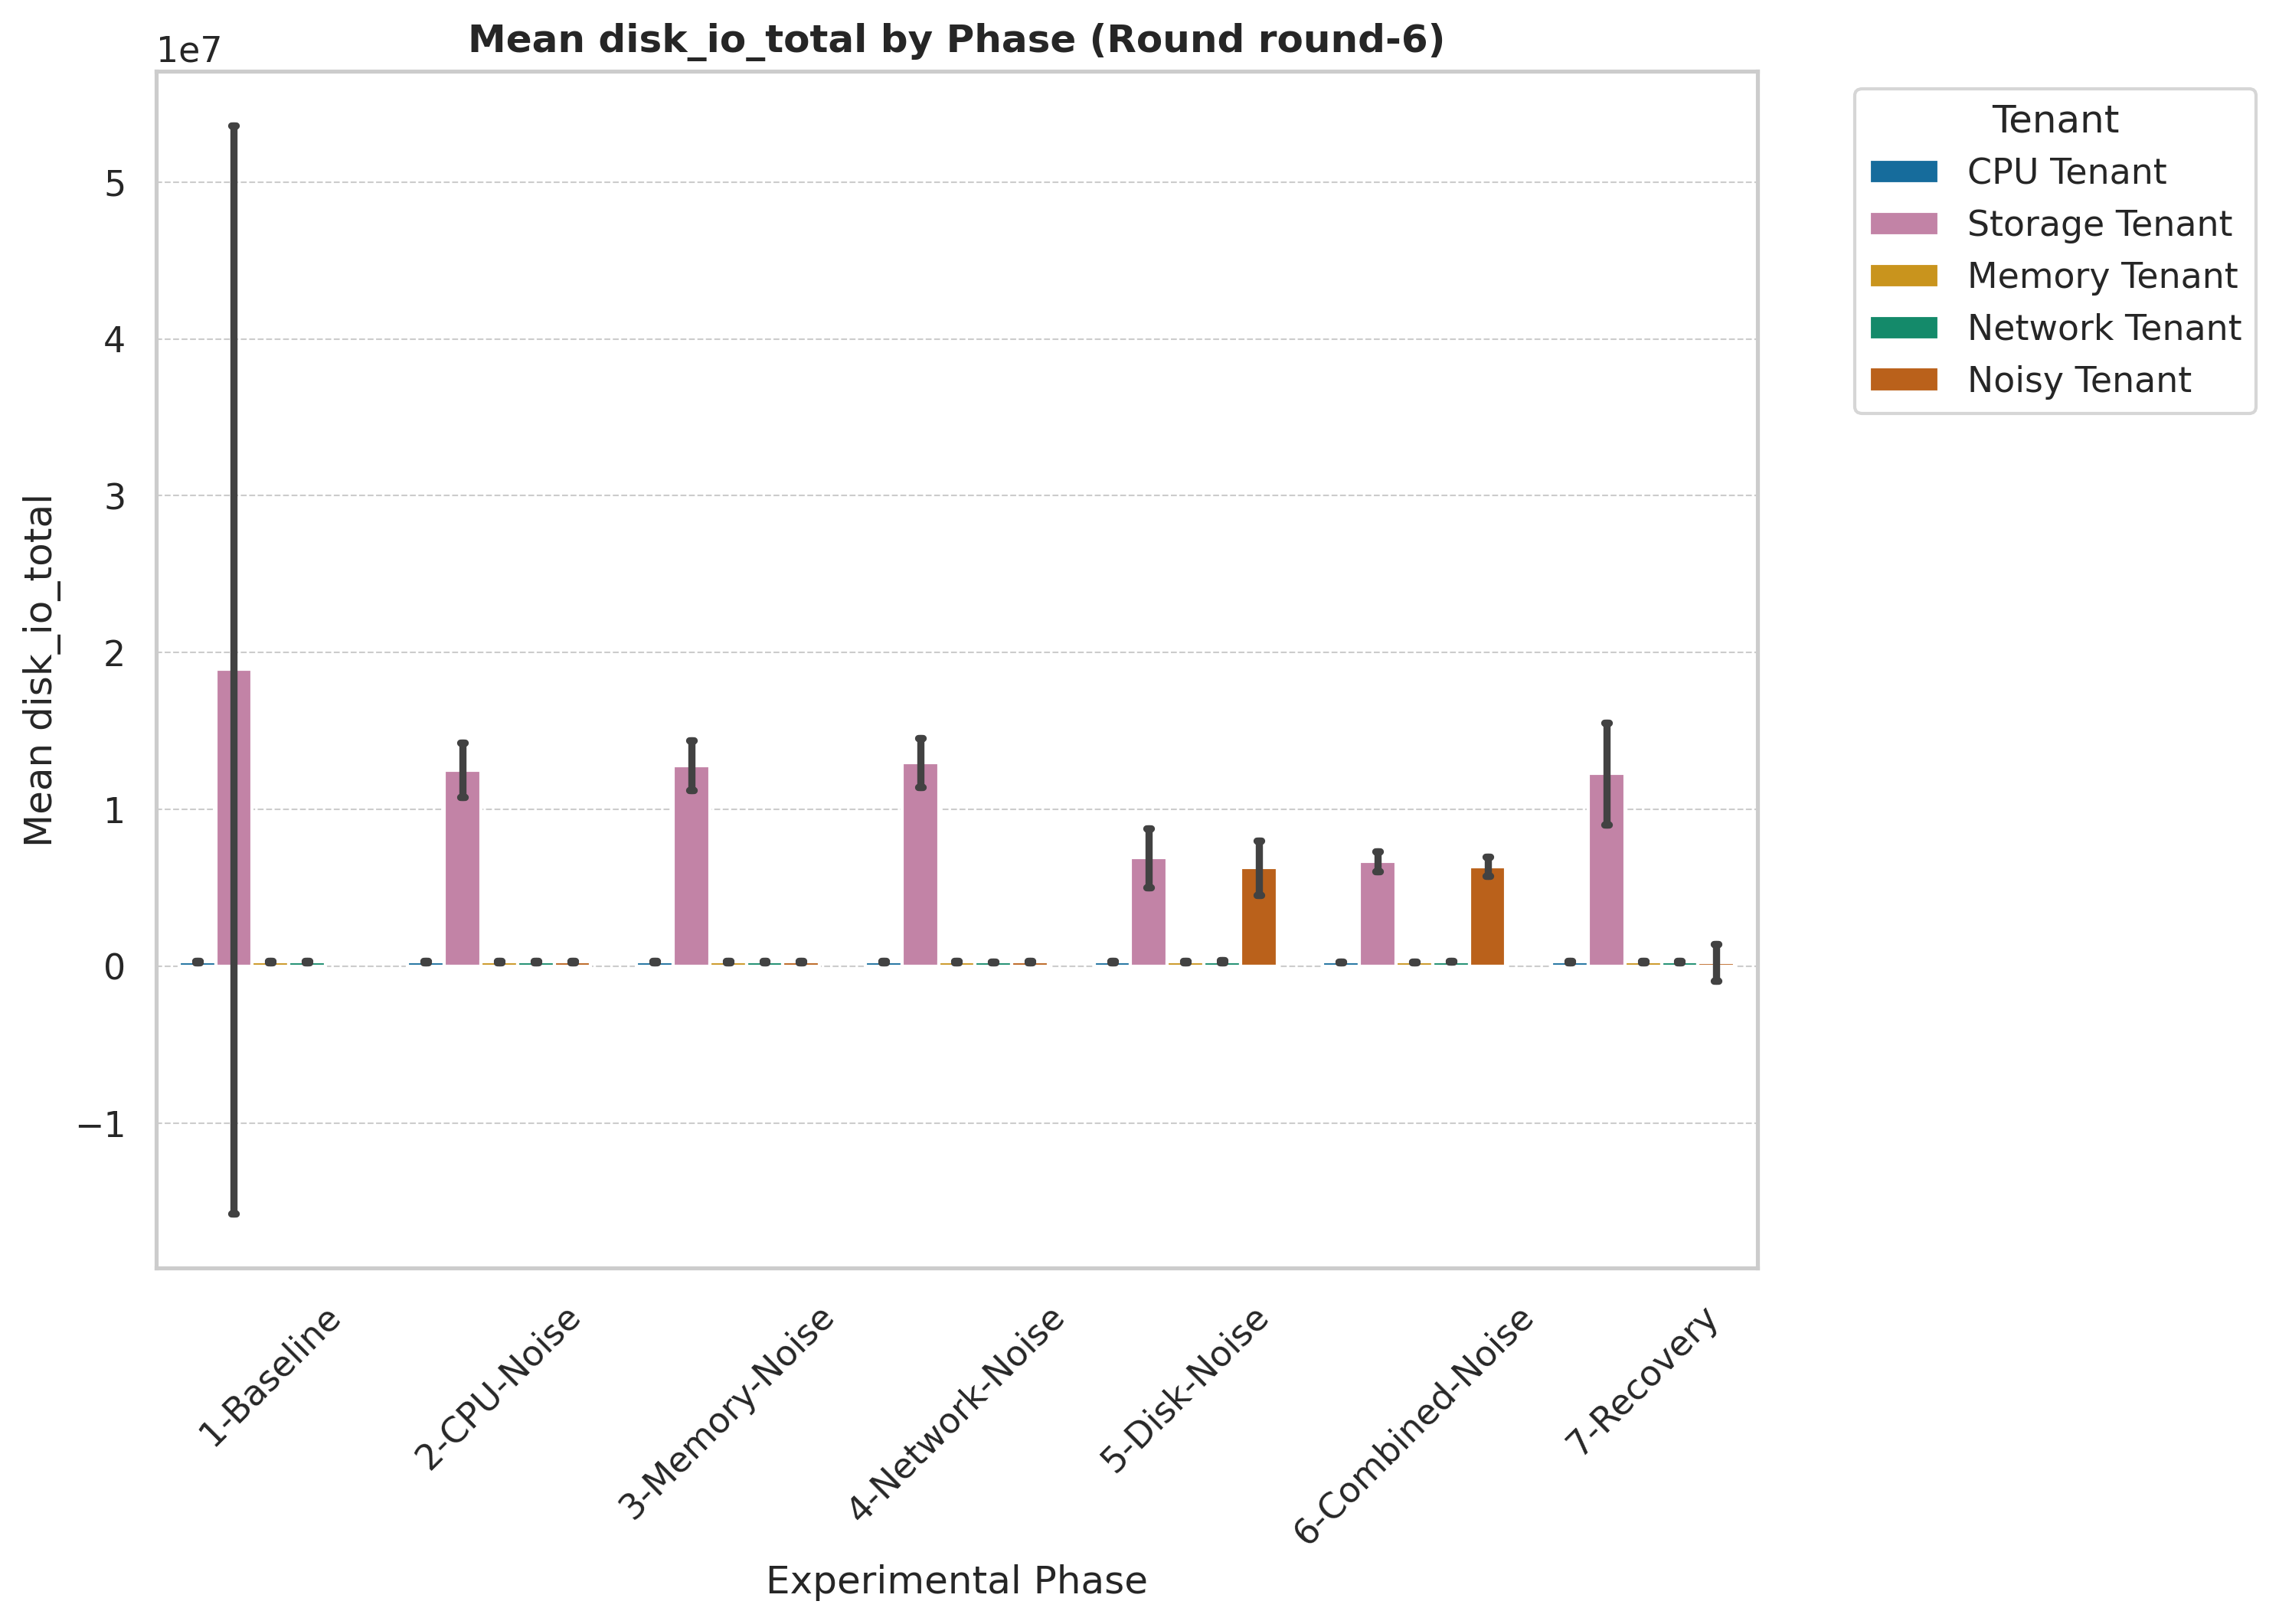 Mean disk_io_total by Phase (Round round-6)
1e7
5
4
3
2
1
0
−1
Mean disk_io_total
1-Baseline
2-CPU-Noise
3-Memory-Noise
4-Network-Noise
5-Disk-Noise
6-Combined-Noise
7-Recovery
Experimental Phase
Tenant
CPU Tenant
Storage Tenant
Memory Tenant
Network Tenant
Noisy Tenant